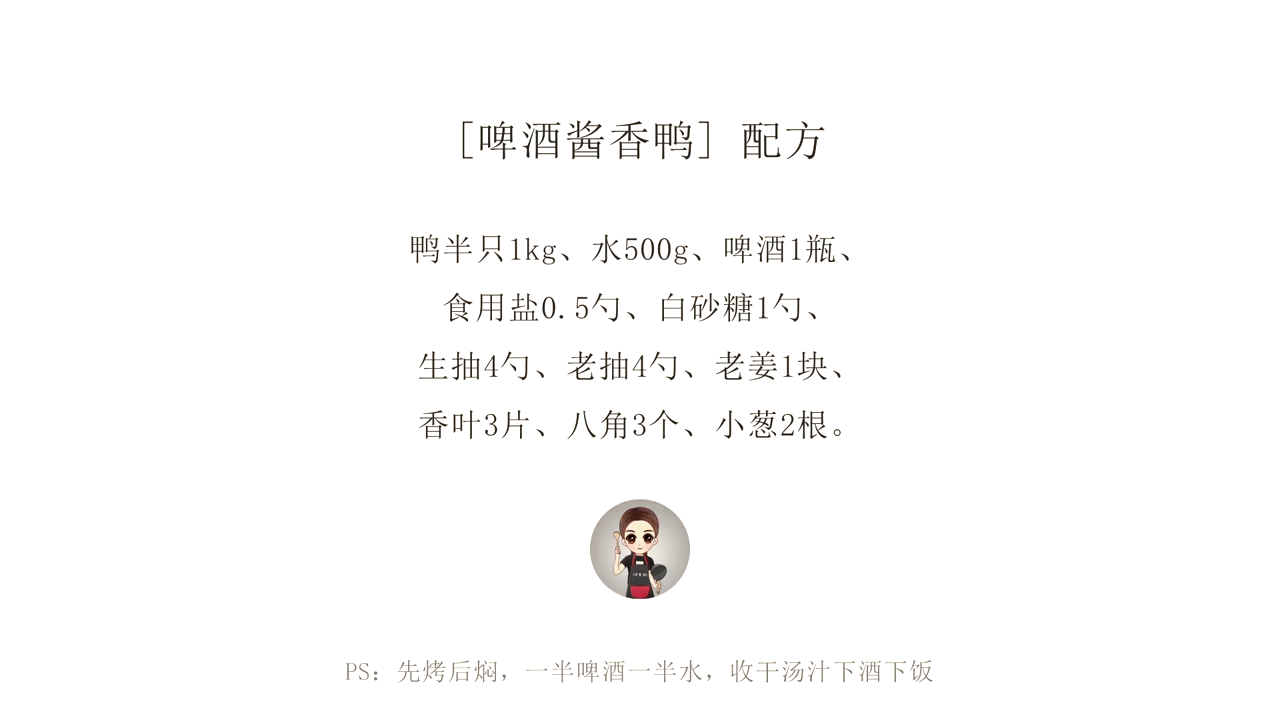 [啤酒酱香鸭] 配方
鸭半只1kg、水500g、啤酒1瓶、
食用盐0.5勺、白砂糖1勺、
生抽4勺、老抽4勺、老姜1块、
香叶3片、八角3个、小葱2根。
PS：先烤后焖，一半啤酒一半水，收干汤汁下酒下饭